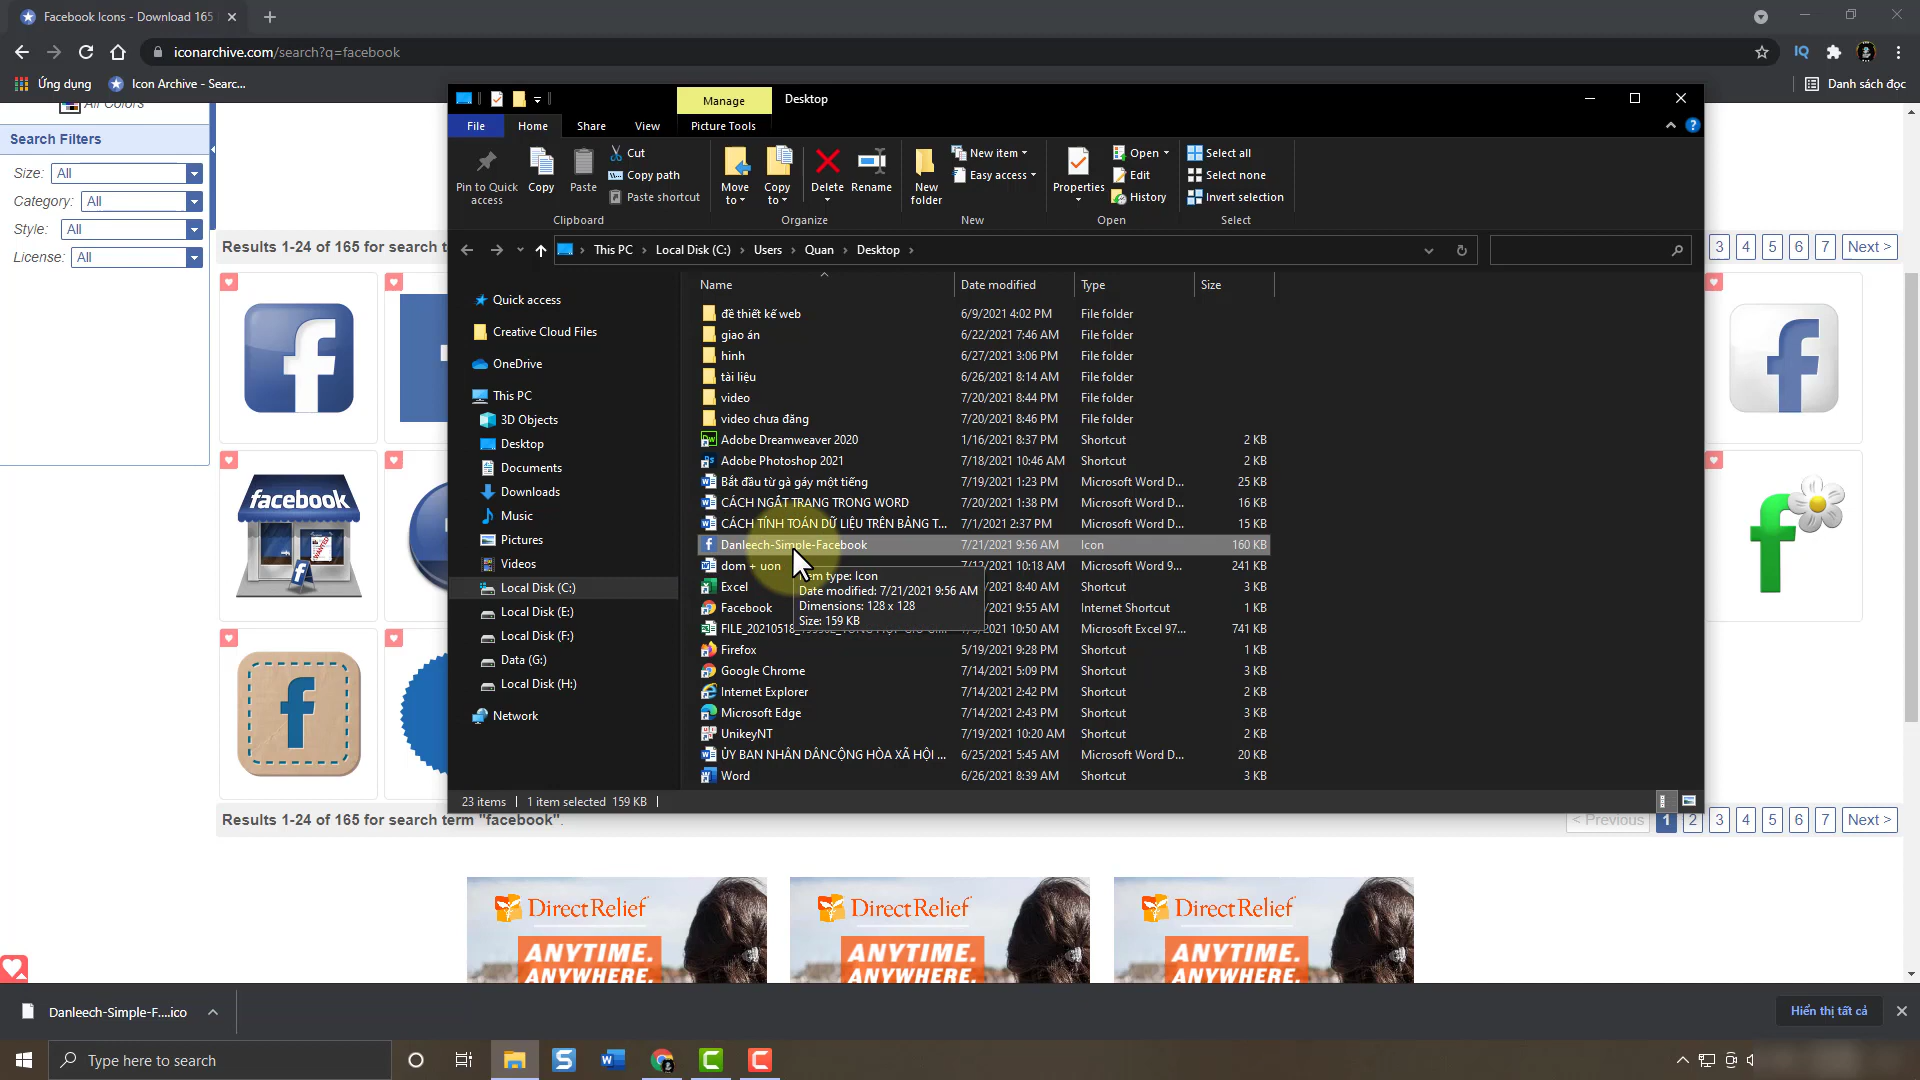 Facebook Icons - Download 165
iconarchive.com/search?q=facebook
IQ
Ứng dụng
Icon Archive - Searc...
Danh sách đọc
All Colors
Search Filters
Size: All
Category: All
Style: All
License: All
Results 1-24 of 165 for search t
3 4 5 6 7 Next >
facebook
WANTED
Manage
Desktop
File
Home
Share
View
Picture Tools
Pin to Quick access
Copy
Paste
Cut
Copy path
Paste shortcut
Move to
Copy to
Delete
Rename
New folder
New item
Easy access
Properties
Open
Edit
History
Select all
Select none
Invert selection
Clipboard
Organize
New
Open
Select
This PC
Local Disk (C:)
Users
Quan
Desktop
Quick access
Creative Cloud Files
OneDrive
This PC
3D Objects
Desktop
Documents
Downloads
Music
Pictures
Videos
Local Disk (C:)
Local Disk (E:)
Local Disk (F:)
Data (G:)
Local Disk (H:)
Network
Name Date modified Type Size
đề thiết kế web 6/9/2021 4:02 PM File folder
giao án 6/22/2021 7:46 AM File folder
hinh 6/27/2021 3:06 PM File folder
tài liệu 6/26/2021 8:14 AM File folder
video 7/20/2021 8:44 PM File folder
video chưa đăng 7/20/2021 8:46 PM File folder
Adobe Dreamweaver 2020 1/16/2021 8:37 PM Shortcut 2 KB
Adobe Photoshop 2021 7/18/2021 10:46 AM Shortcut 2 KB
Bắt đầu từ gà gáy một tiếng 7/19/2021 1:23 PM Microsoft Word D... 25 KB
CÁCH NGẮT TRANG TRONG WORD 7/20/2021 1:38 PM Microsoft Word D... 16 KB
CÁCH TÍNH TOÁN DỮ LIỆU TRÊN BẢNG T... 7/1/2021 2:37 PM Microsoft Word D... 15 KB
Danleech-Simple-Facebook 7/21/2021 9:56 AM Icon 160 KB
dom + uon 10:18 AM Microsoft Word 9... 241 KB
Excel 8:40 AM Shortcut 3 KB
Facebook 9:55 AM Internet Shortcut 1 KB
10:50 AM Microsoft Excel 97... 741 KB
Firefox 5/19/2021 9:28 PM Shortcut 1 KB
Google Chrome 7/14/2021 5:09 PM Shortcut 3 KB
Internet Explorer 7/14/2021 2:42 PM Shortcut 2 KB
Microsoft Edge 7/14/2021 2:43 PM Shortcut 3 KB
UnikeyNT 7/19/2021 10:20 AM Shortcut 2 KB
ỦY BAN NHÂN DÂNCỘNG HÒA XÃ HỘI ... 6/25/2021 5:45 AM Microsoft Word D... 20 KB
Word 6/26/2021 8:39 AM Shortcut 3 KB
type: Icon
Date modified: 7/21/2021 9:56 AM
Dimensions: 128 x 128
Size: 159 KB
23 items 1 item selected 159 KB
Results 1-24 of 165 for search term "facebook".
< Previous 1 2 3 4 5 6 7 Next >
DirectRelief
ANYTIME.
ANYWHERE.
DirectRelief
ANYTIME.
ANYWHERE.
DirectRelief
ANYTIME.
ANYWHERE.
Danleech-Simple-F....ico
Hiển thị tất cả
Type here to search